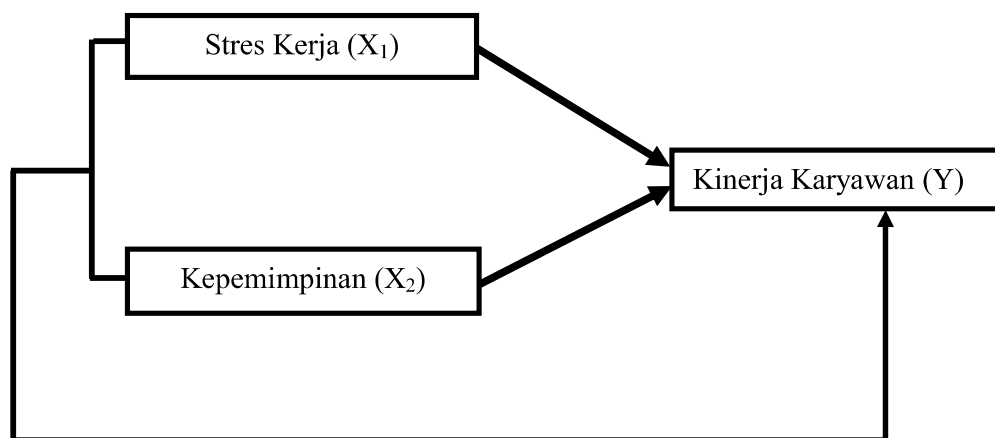 Stres Kerja (X₁)
Kinerja Karyawan (Y)
Kepemimpinan (X₂)